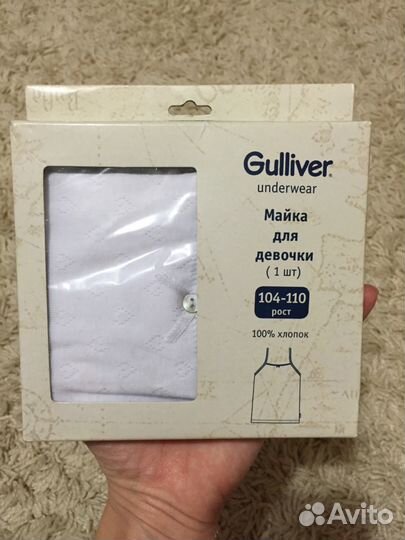 Gulliver
underwear
Майка
для
девочки
( 1 шт)
104-110
рост
100% хлопок
Avito